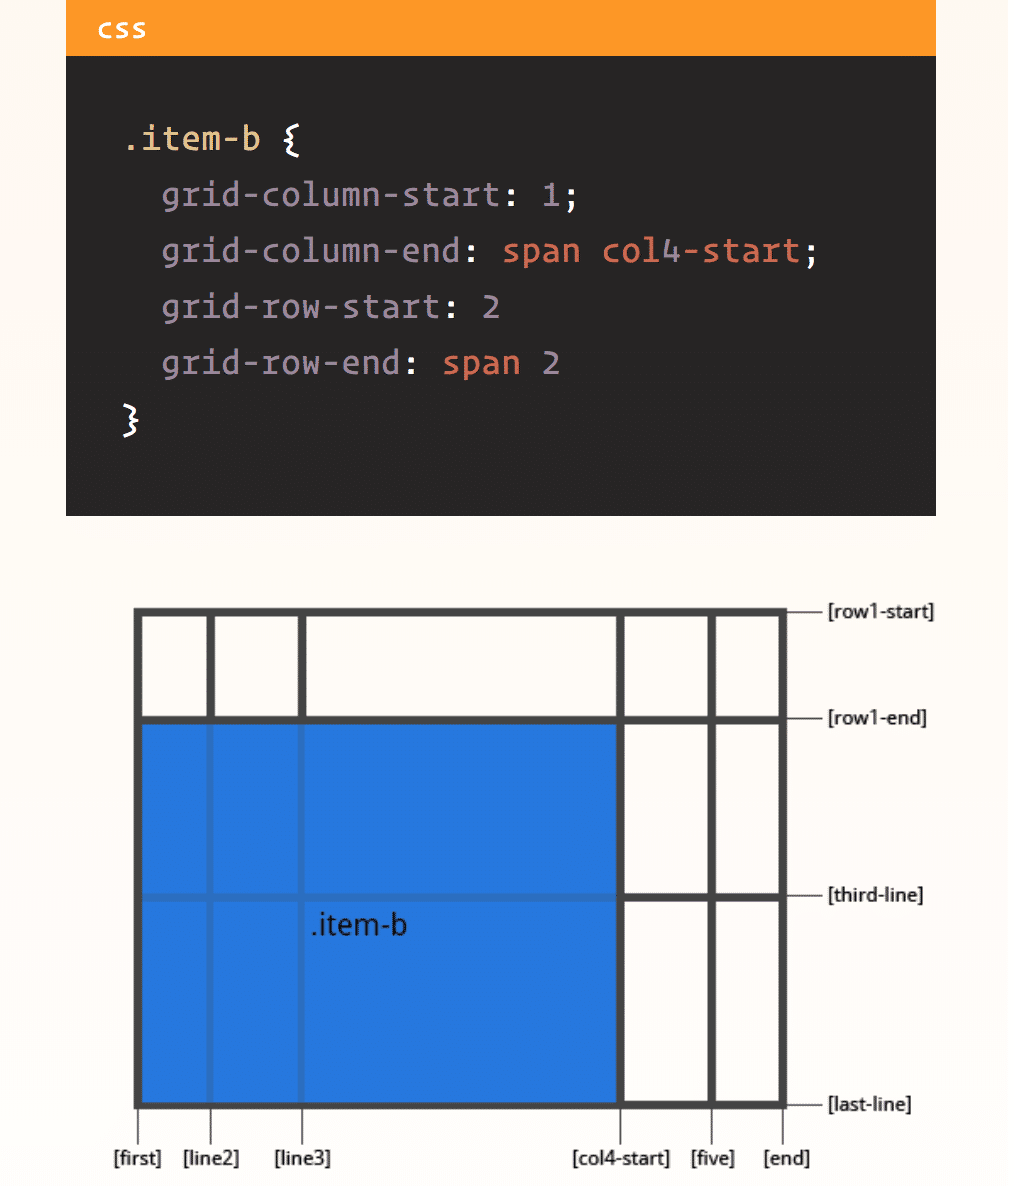 css
.item-b {
  grid-column-start: 1;
  grid-column-end: span col4-start;
  grid-row-start: 2
  grid-row-end: span 2
}
[row1-start]
[row1-end]
[third-line]
.item-b
[last-line]
[first] [line2] [line3] [col4-start] [five] [end]